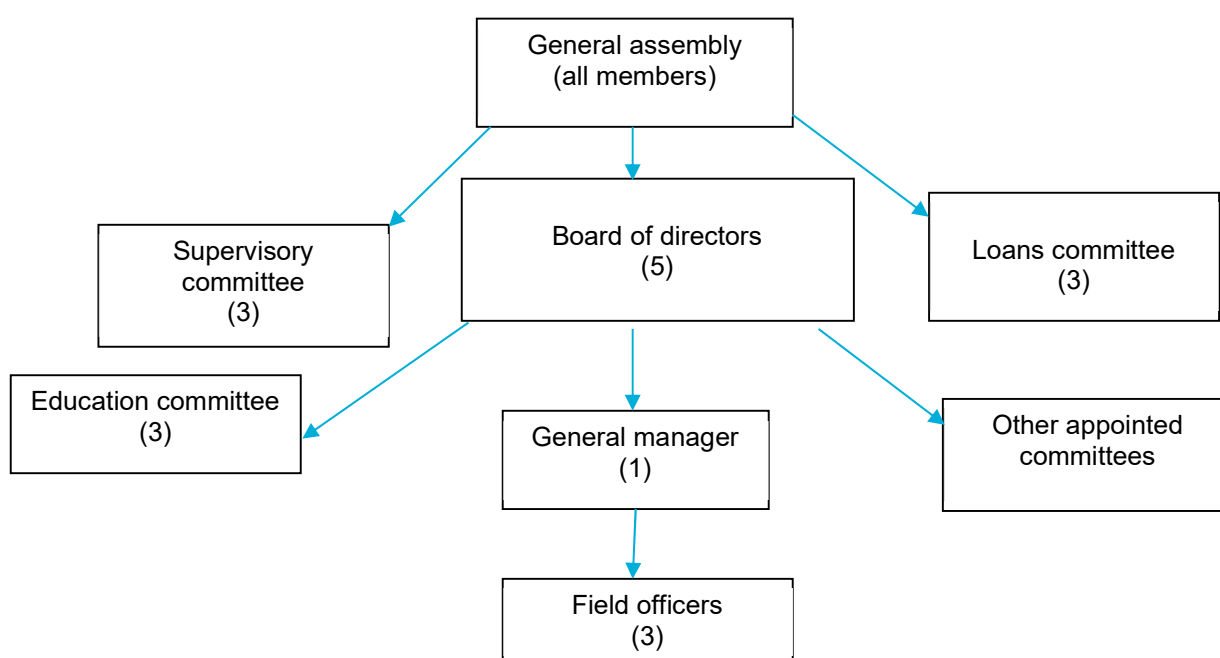 General assembly
(all members)
Board of directors
(5)
Supervisory
committee
(3)
Loans committee
(3)
Education committee
(3)
General manager
(1)
Other appointed
committees
Field officers
(3)